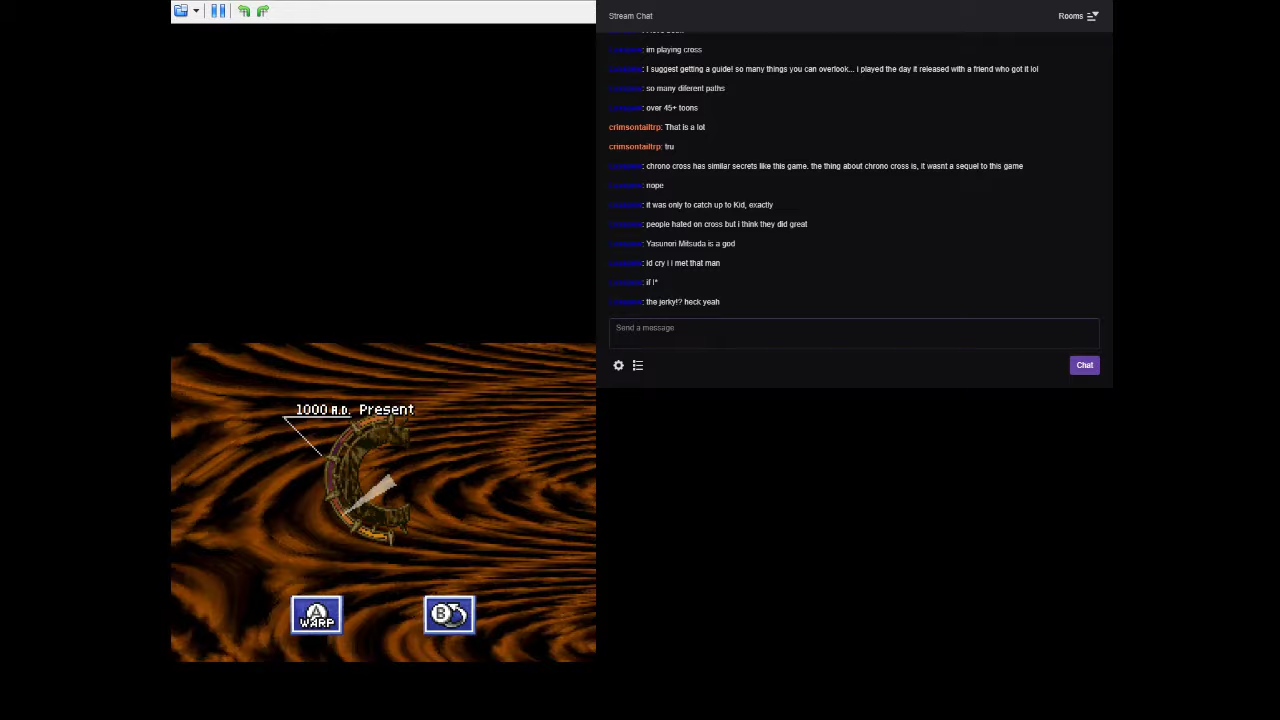 Stream Chat
Rooms
: im playing cross
: I suggest getting a guide! so many things you can overlook... i played the day it released with a friend who got it lol
: so many diferent paths
: over 45+ toons
crimsontailtrp: That is a lot
crimsontailtrp: tru
: chrono cross has similar secrets like this game. the thing about chrono cross is, it wasnt a sequel to this game
: nope
: it was only to catch up to Kid, exactly
: people hated on cross but i think they did great
: Yasunori Mitsuda is a god
: id cry i I met that man
: if I*
: the jerky!? heck yeah
Send a message
Chat
1000 A.D. Present
A
WARP
B